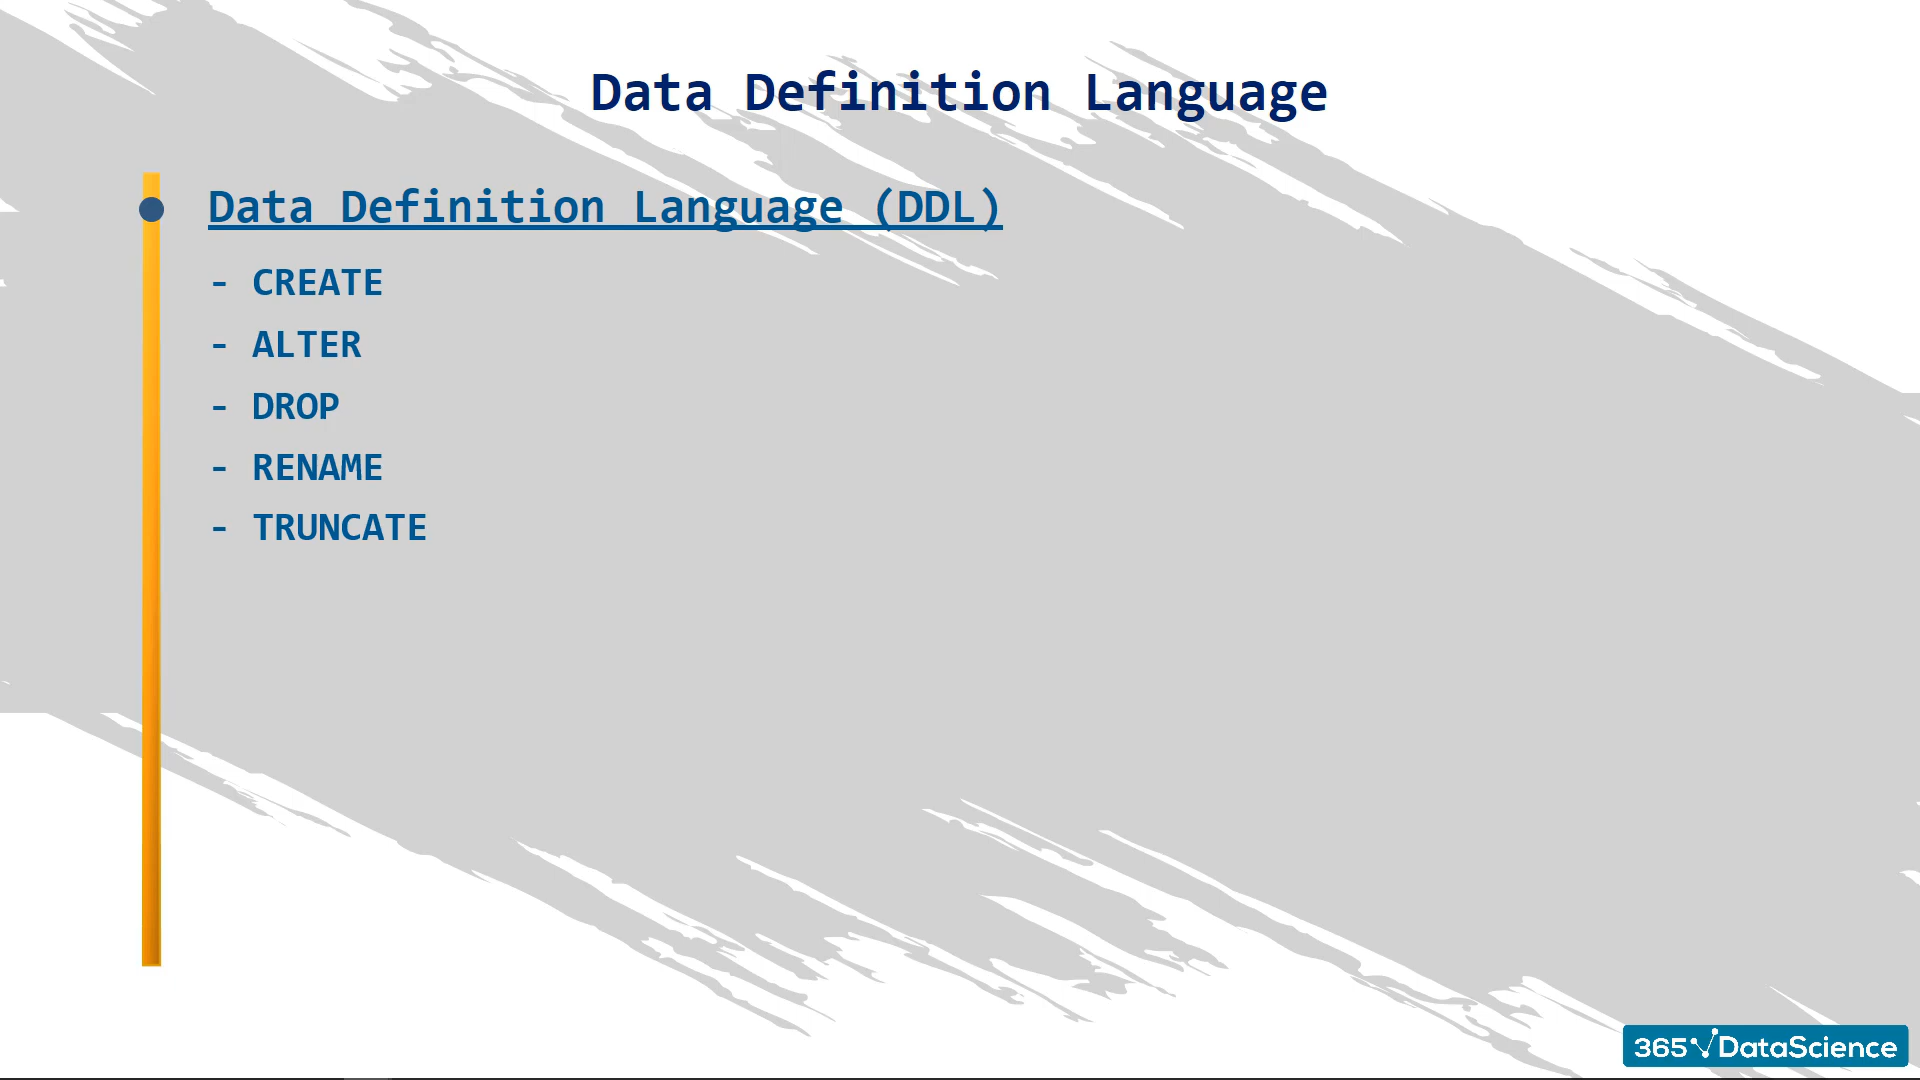 Data Definition Language
Data Definition Language (DDL)
- CREATE
- ALTER
- DROP
- RENAME
- TRUNCATE
365 DataScience